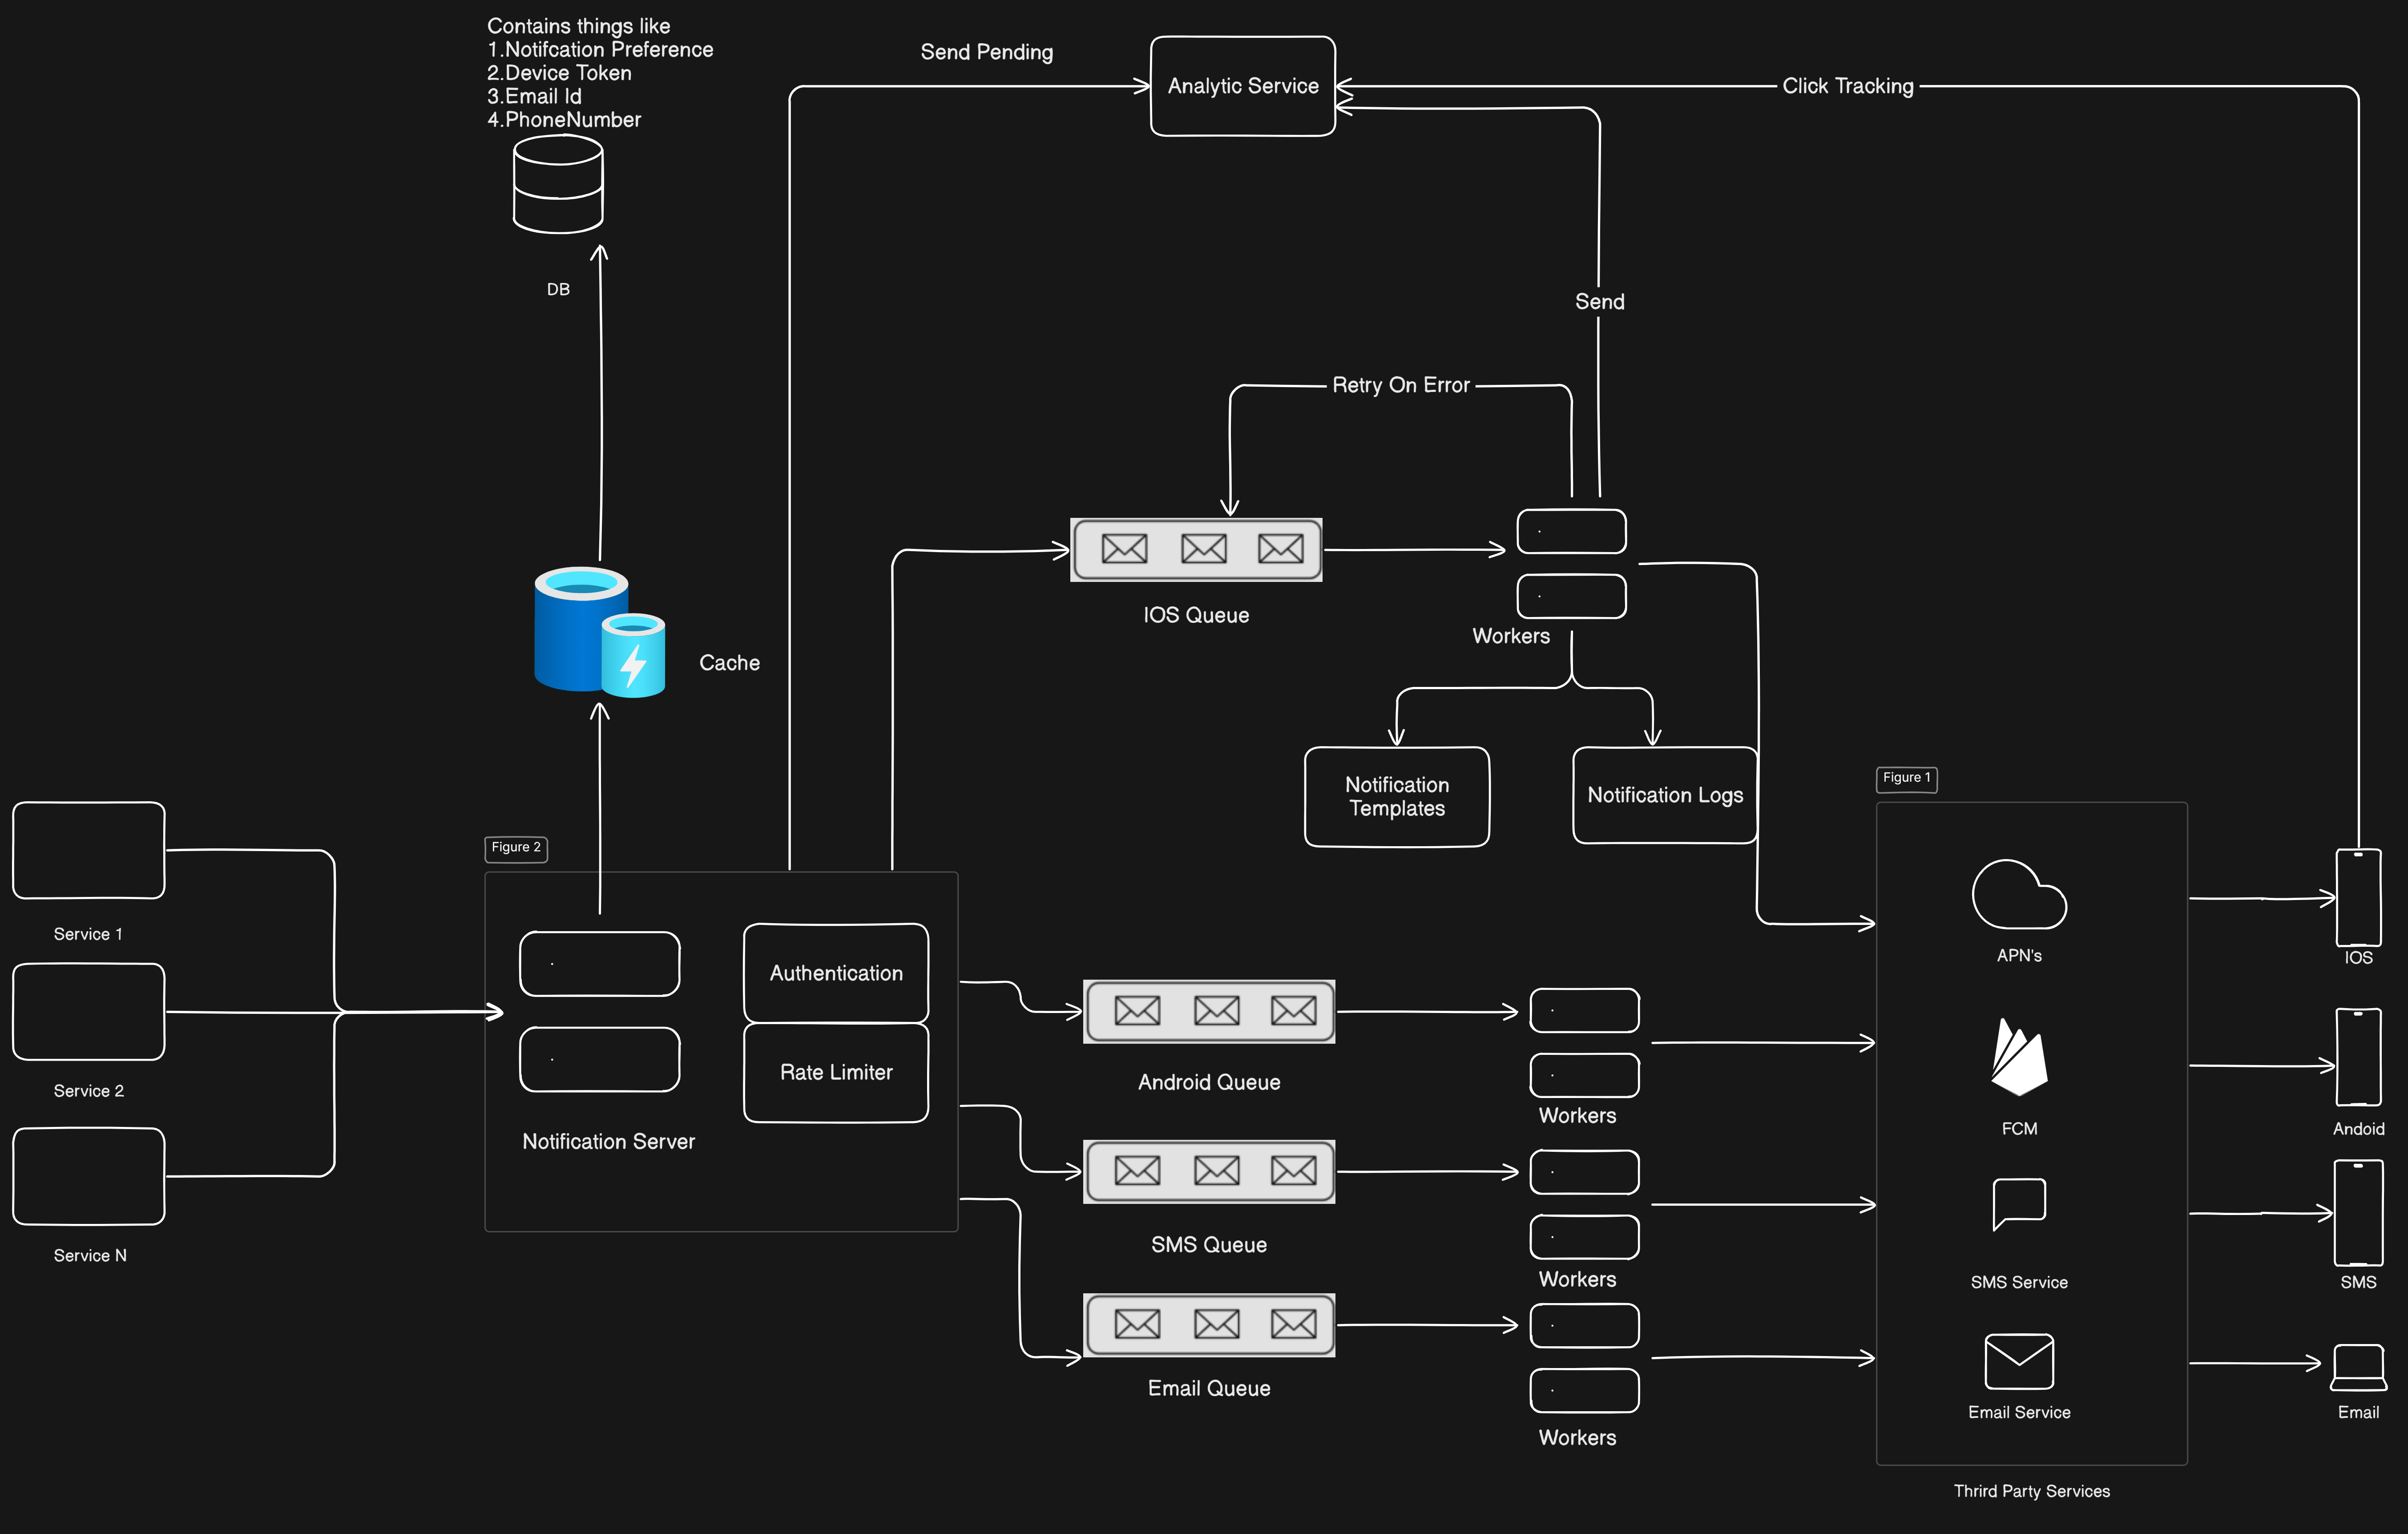 Contains things like
1.Notifcation Preference
2.Device Token
3.Email Id
4.PhoneNumber
DB
Send Pending
Analytic Service
Click Tracking
Send
Retry On Error
IOS Queue
Workers
Cache
Notification
Templates
Notification Logs
Figure 1
Figure 2
Service 1
Service 2
Service N
Authentication
Rate Limiter
Notification Server
Android Queue
Workers
SMS Queue
Workers
Email Queue
Workers
APN's
FCM
SMS Service
Email Service
Thrird Party Services
IOS
Andoid
SMS
Email